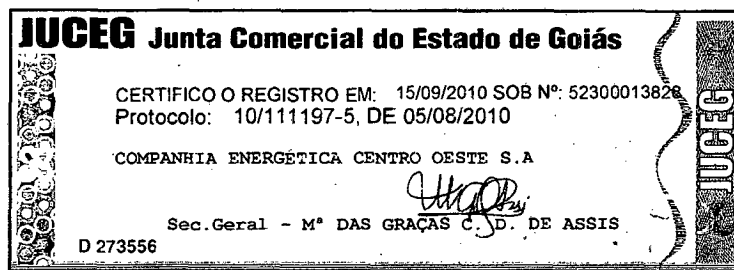 JUCEG Junta Comercial do Estado de Goiás
CERTIFICO O REGISTRO EM: 15/09/2010 SOB Nº:
Protocolo: 10/111197-5, DE 05/08/2010
COMPANHIA ENERGÉTICA CENTRO OESTE S.A
Sec.Geral - Mª DAS GRAÇAS C. D. DE ASSIS
D 273556
JUCEG